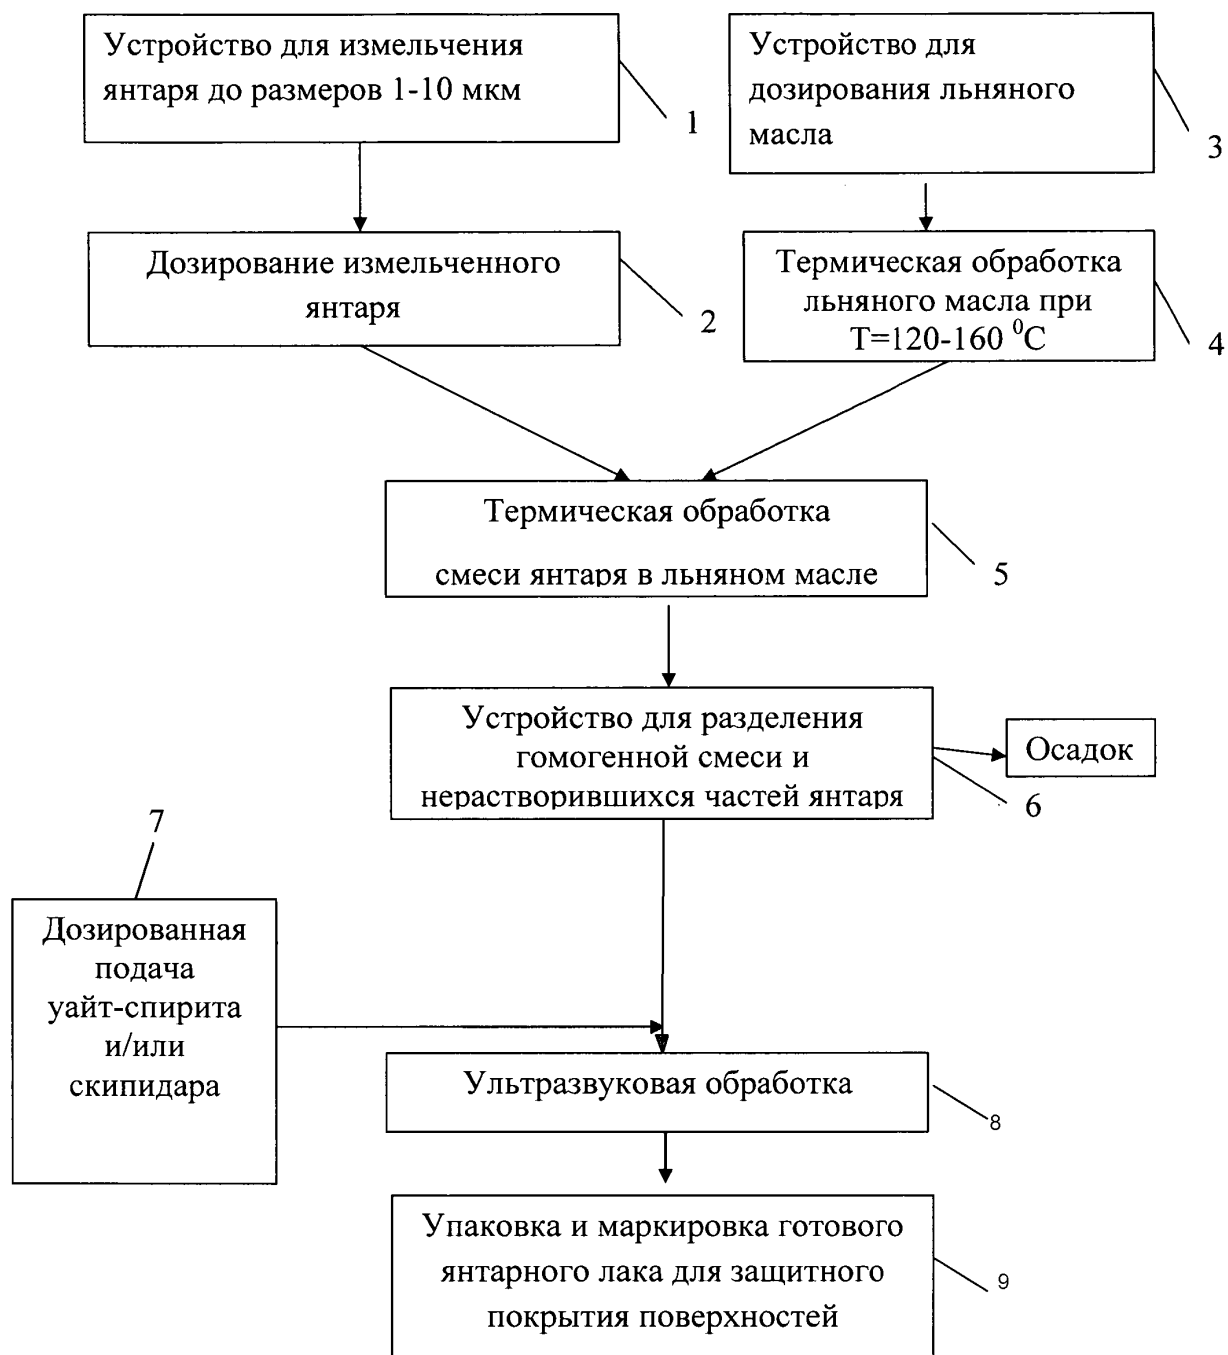 Устройство для измельчения
янтаря до размеров 1-10 мкм
1
Устройство для
дозирования льняного
масла
3
Дозирование измельченного
янтаря
2
Термическая обработка
льняного масла при
Т=120-160 ⁰С
4
Термическая обработка
смеси янтаря в льняном масле
5
Устройство для разделения
гомогенной смеси и
нерастворившихся частей янтаря
6
Осадок
7
Дозированная
подача
уайт-спирита
и/или
скипидара
Ультразвуковая обработка
8
Упаковка и маркировка готового
янтарного лака для защитного
покрытия поверхностей
9